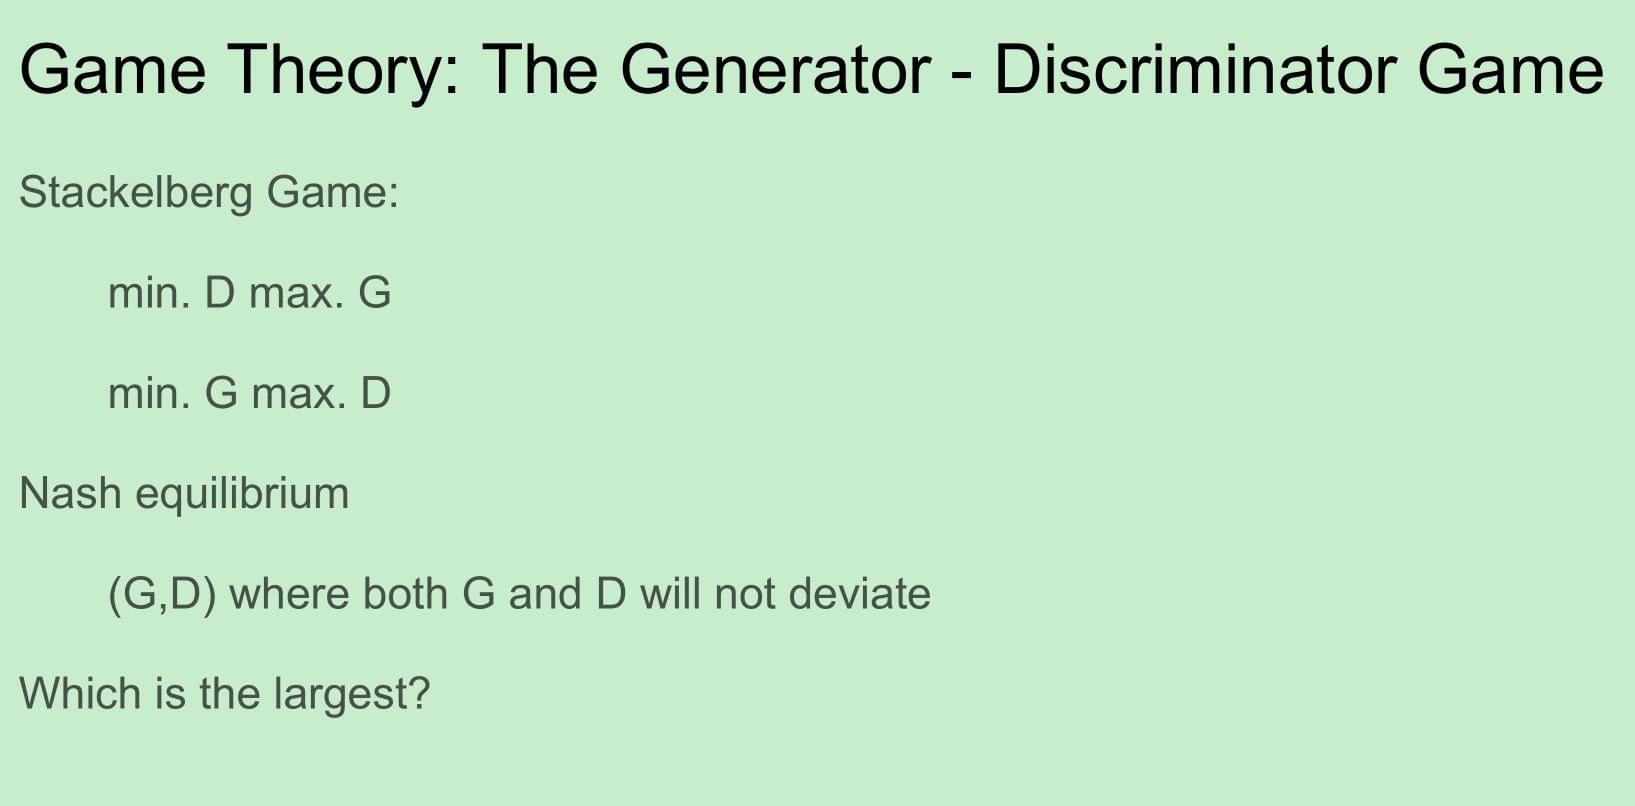 Game Theory: The Generator - Discriminator Game
Stackelberg Game:
min. D max. G
min. G max. D
Nash equilibrium
(G,D) where both G and D will not deviate
Which is the largest?